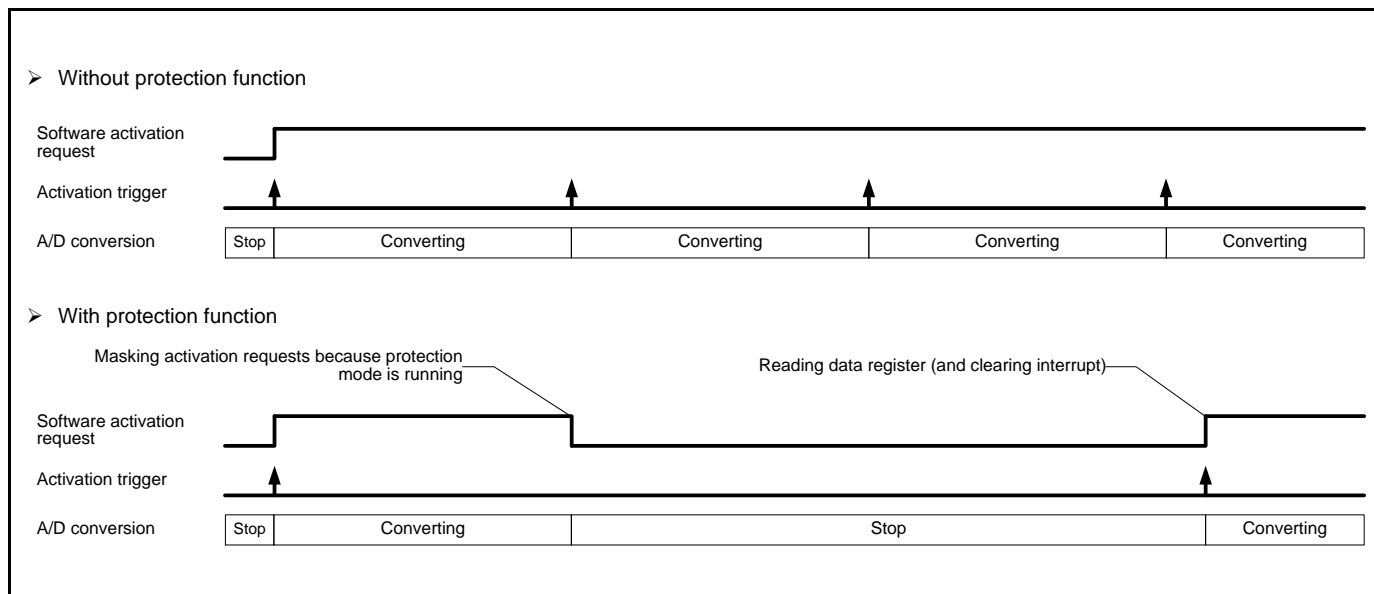 ➢ Without protection function
Software activation
request
Activation trigger
A/D conversion
Stop
Converting
Converting
Converting
Converting
➢ With protection function
Masking activation requests because protection
mode is running
Reading data register (and clearing interrupt)
Software activation
request
Activation trigger
A/D conversion
Stop
Converting
Stop
Converting